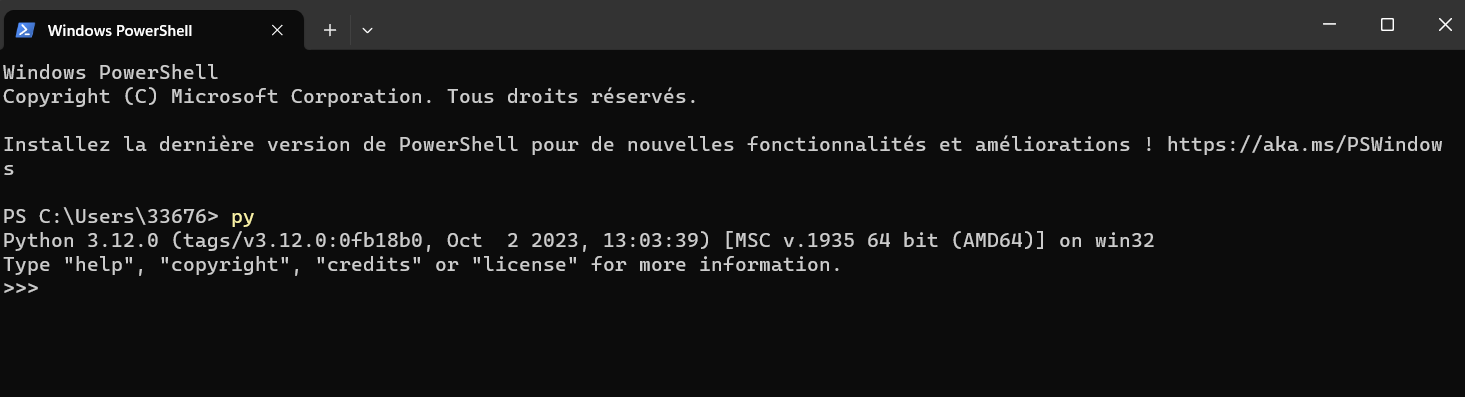 Windows PowerShell
Windows PowerShell
Copyright (C) Microsoft Corporation. Tous droits réservés.
Installez la dernière version de PowerShell pour de nouvelles fonctionnalités et améliorations ! https://aka.ms/PSWindow
s
PS C:\Users\33676> py
Python 3.12.0 (tags/v3.12.0:0fb18b0, Oct  2 2023, 13:03:39) [MSC v.1935 64 bit (AMD64)] on win32
Type "help", "copyright", "credits" or "license" for more information.
>>>